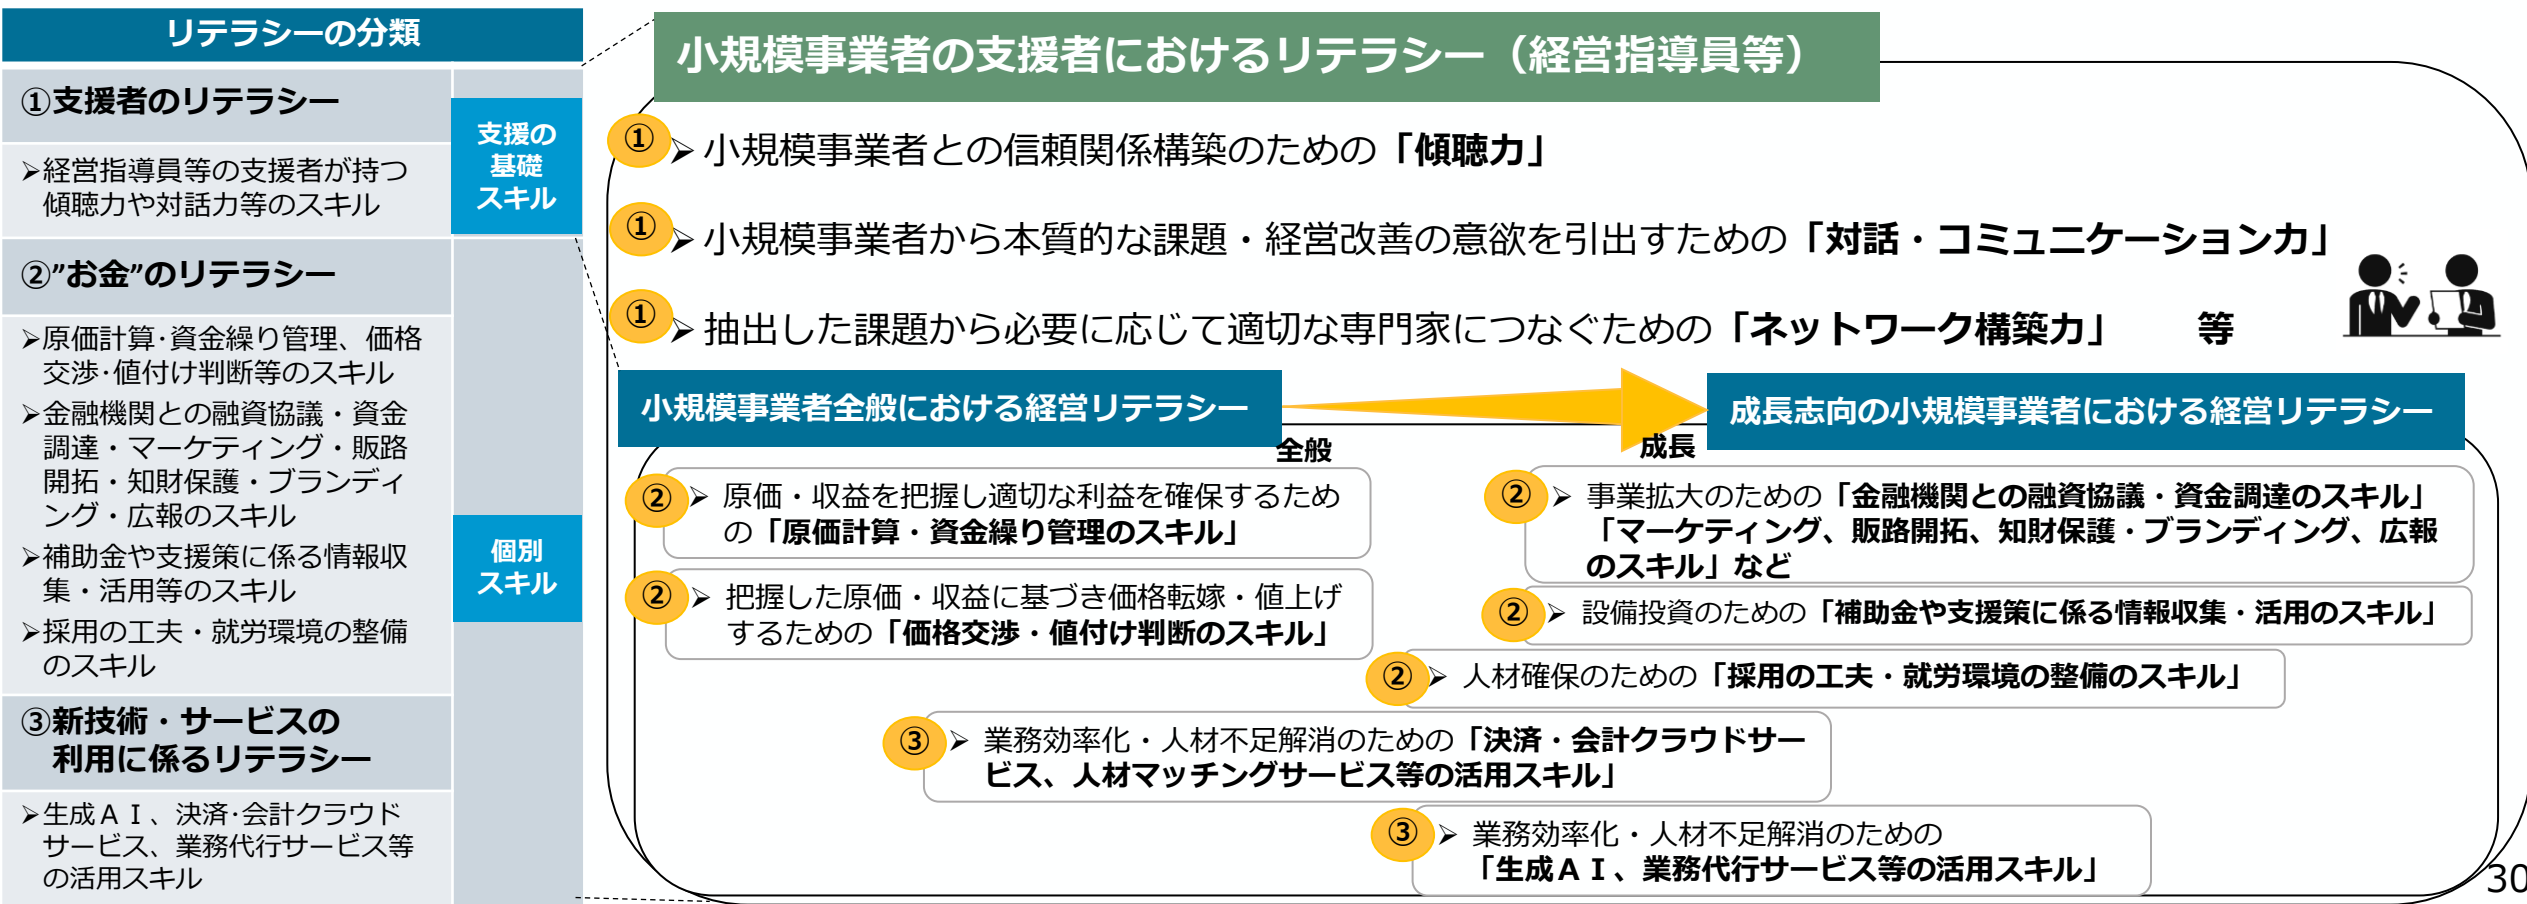 リテラシーの分類
①支援者のリテラシー
➢経営指導員等の支援者が持つ
傾聴力や対話力等のスキル
支援の
基礎
スキル
②”お金”のリテラシー
➢原価計算･資金繰り管理、価格
交渉･値付け判断等のスキル
➢金融機関との融資協議・資金
調達・マーケティング・販路
開拓・知財保護・ブランディ
ング・広報のスキル
➢補助金や支援策に係る情報収
集・活用等のスキル
➢採用の工夫・就労環境の整備
のスキル
個別
スキル
③新技術・サービスの
利用に係るリテラシー
➢生成ＡＩ、決済･会計クラウド
サービス、業務代行サービス等
の活用スキル
小規模事業者の支援者におけるリテラシー（経営指導員等）
①➢小規模事業者との信頼関係構築のための「傾聴力」
①➢小規模事業者から本質的な課題・経営改善の意欲を引出すための「対話・コミュニケーション力」
①➢抽出した課題から必要に応じて適切な専門家につなぐための「ネットワーク構築力」　等
小規模事業者全般における経営リテラシー
成長志向の小規模事業者における経営リテラシー
全般
成長
②➢原価・収益を把握し適切な利益を確保するため
の「原価計算・資金繰り管理のスキル」
②➢把握した原価・収益に基づき価格転嫁・値上げ
するための「価格交渉・値付け判断のスキル」
②➢事業拡大のための「金融機関との融資協議・資金調達のスキル」
「マーケティング、販路開拓、知財保護・ブランディング、広報
のスキル」など
②➢設備投資のための「補助金や支援策に係る情報収集・活用のスキル」
②➢人材確保のための「採用の工夫・就労環境の整備のスキル」
③➢業務効率化・人材不足解消のための「決済・会計クラウドサー
ビス、人材マッチングサービス等の活用スキル」
③➢業務効率化・人材不足解消のための
「生成ＡＩ、業務代行サービス等の活用スキル」
30